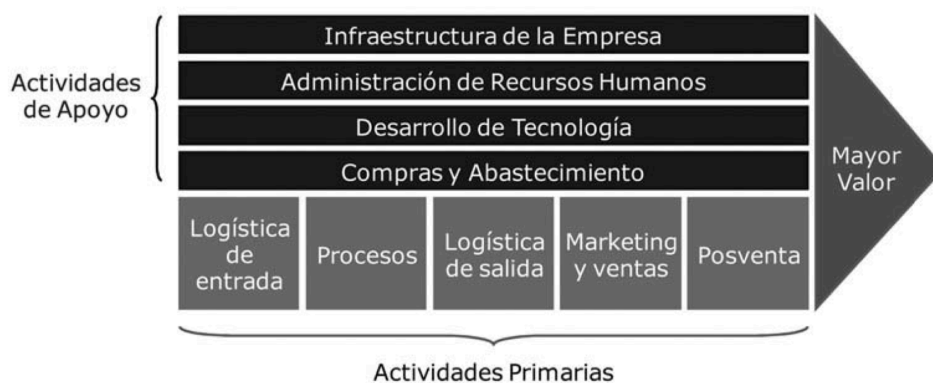 Actividades
de Apoyo
Infraestructura de la Empresa
Administración de Recursos Humanos
Desarrollo de Tecnología
Compras y Abastecimiento
Logística
de
entrada
Procesos
Logística
de salida
Marketing
y ventas
Posventa
Mayor
Valor
Actividades Primarias